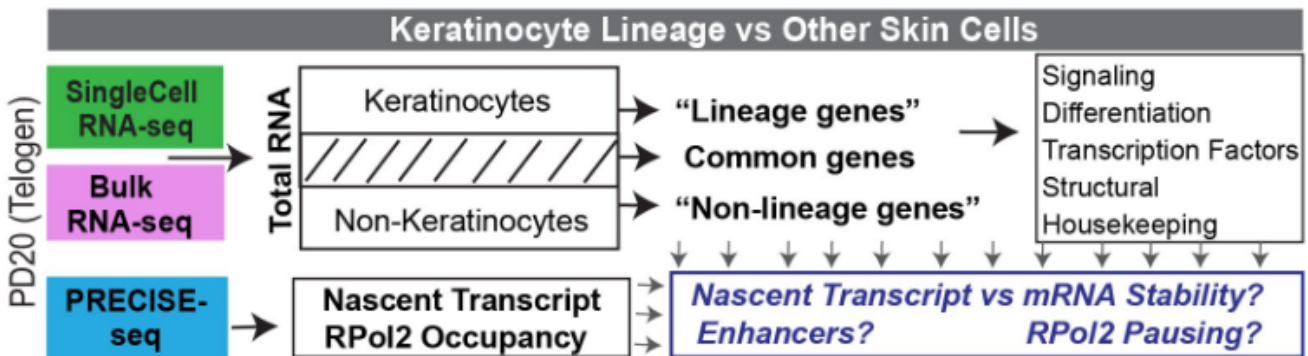 Keratinocyte Lineage vs Other Skin Cells
PD20 (Telogen)
SingleCell
RNA-seq
Bulk
RNA-seq
Total RNA
Keratinocytes
Non-Keratinocytes
“Lineage genes”
Common genes
“Non-lineage genes”
Signaling
Differentiation
Transcription Factors
Structural
Housekeeping
PRECISE-
seq
Nascent Transcript
RPol2 Occupancy
Nascent Transcript vs mRNA Stability?
Enhancers? RPol2 Pausing?